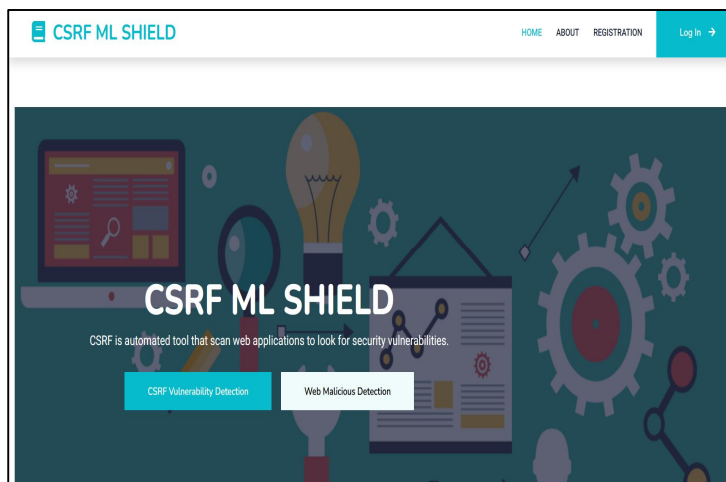 CSRF ML SHIELD
HOME ABOUT REGISTRATION Log In
CSRF ML SHIELD
CSRF is automated tool that scan web applications to look for security vulnerabilities.
CSRF Vulnerability Detection Web Malicious Detection